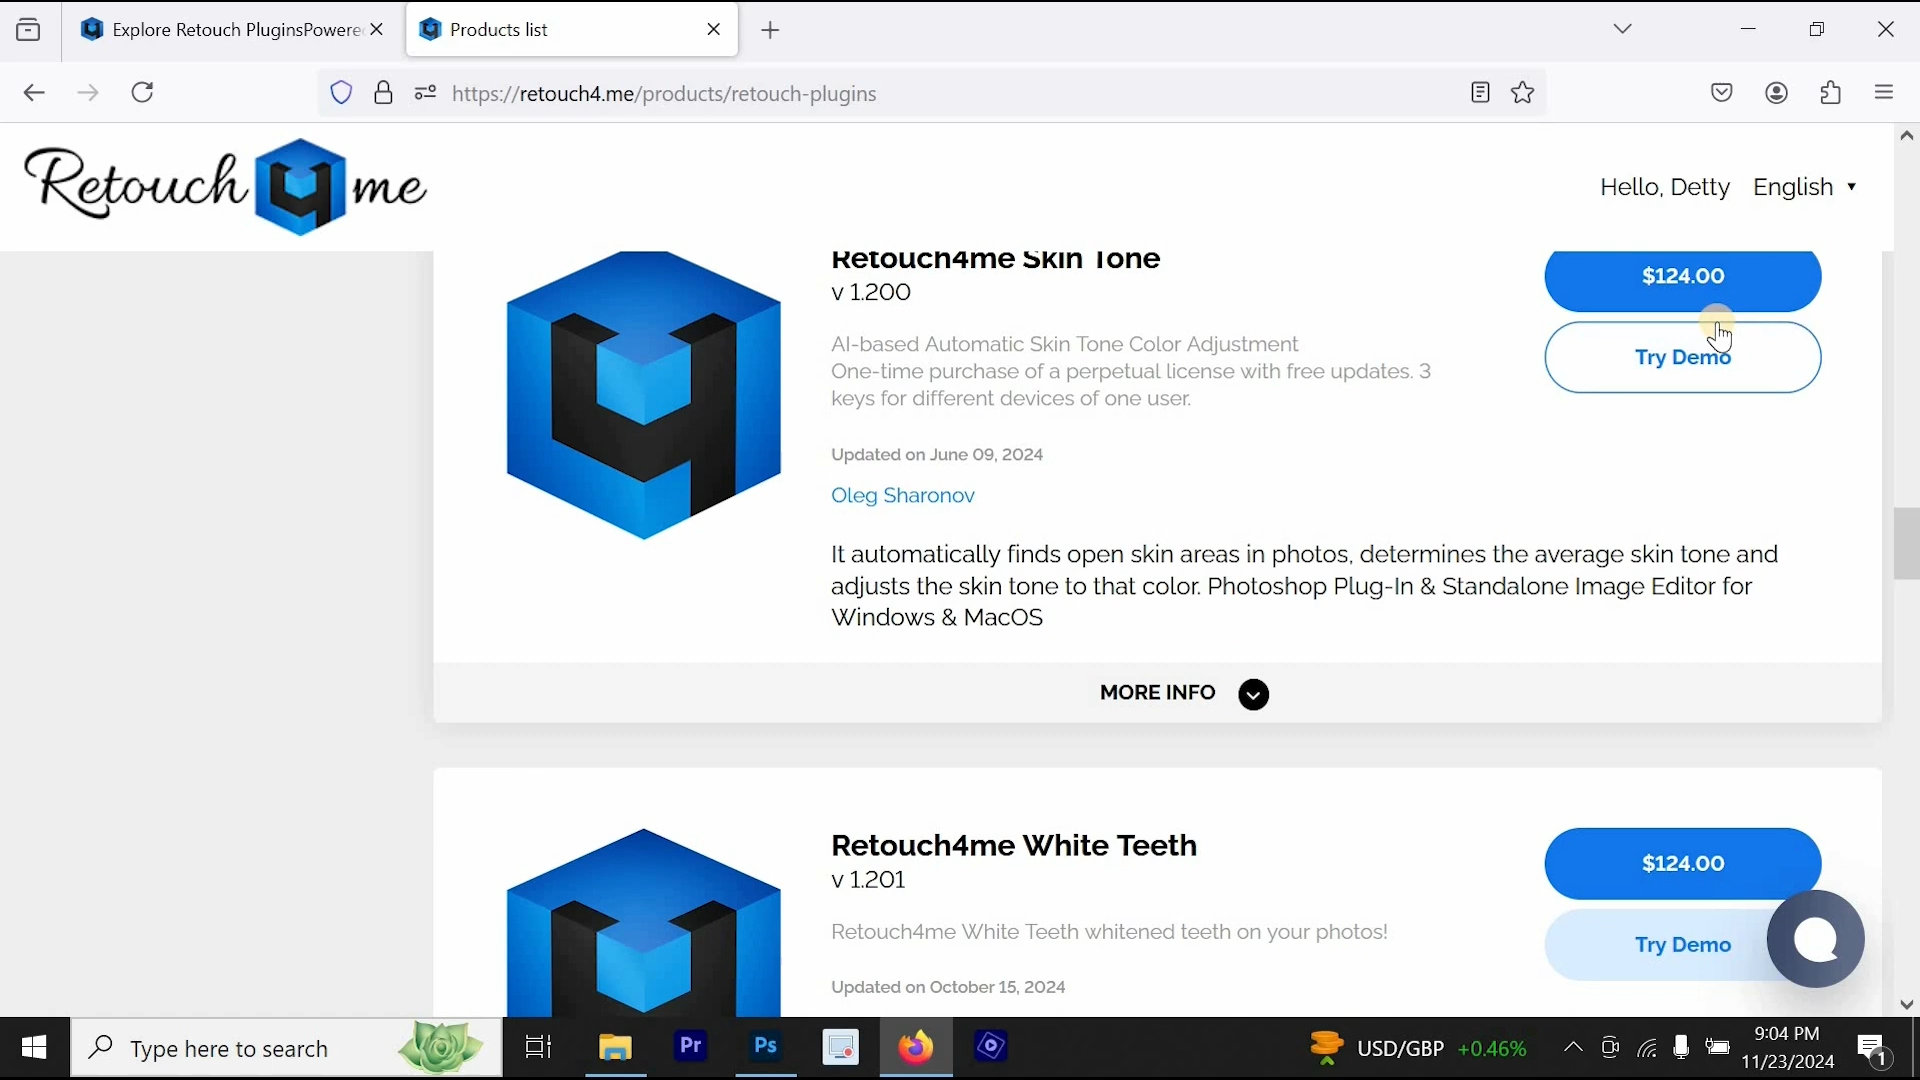 Explore Retouch PluginsPowere
Products list
https://retouch4.me/products/retouch-plugins
Retouch4me
Hello, Detty
English
Retouch4me Skin Tone
v 1.200
AI-based Automatic Skin Tone Color Adjustment
One-time purchase of a perpetual license with free updates. 3
keys for different devices of one user.
Updated on June 09, 2024
Oleg Sharonov
It automatically finds open skin areas in photos, determines the average skin tone and
adjusts the skin tone to that color. Photoshop Plug-In & Standalone Image Editor for
Windows & MacOS
$124.00
Try Demo
MORE INFO
Retouch4me White Teeth
v 1.201
Retouch4me White Teeth whitened teeth on your photos!
Updated on October 15, 2024
$124.00
Try Demo
Type here to search
Pr
Ps
USD/GBP +0.46%
9:04 PM
11/23/2024
1